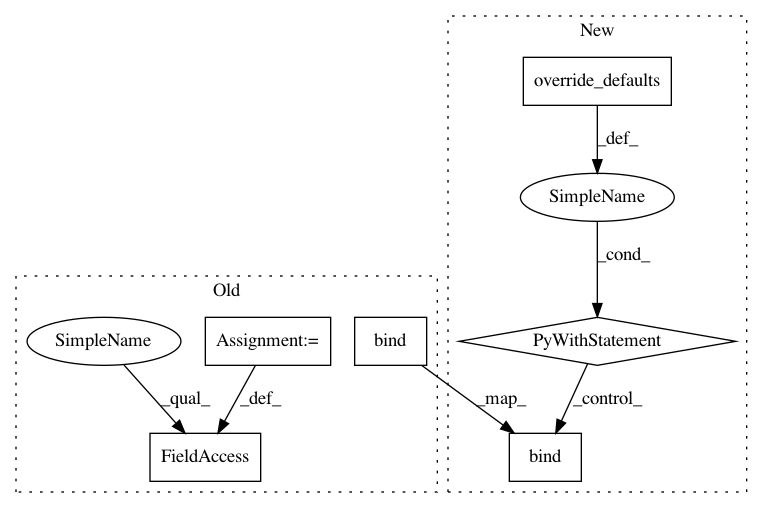 New
override_defaults
_def_
SimpleName
_cond_
Old
SimpleName
Assignment:=
bind
PyWithStatement
_qual_
_def_
_map_
_control_
FieldAccess
bind